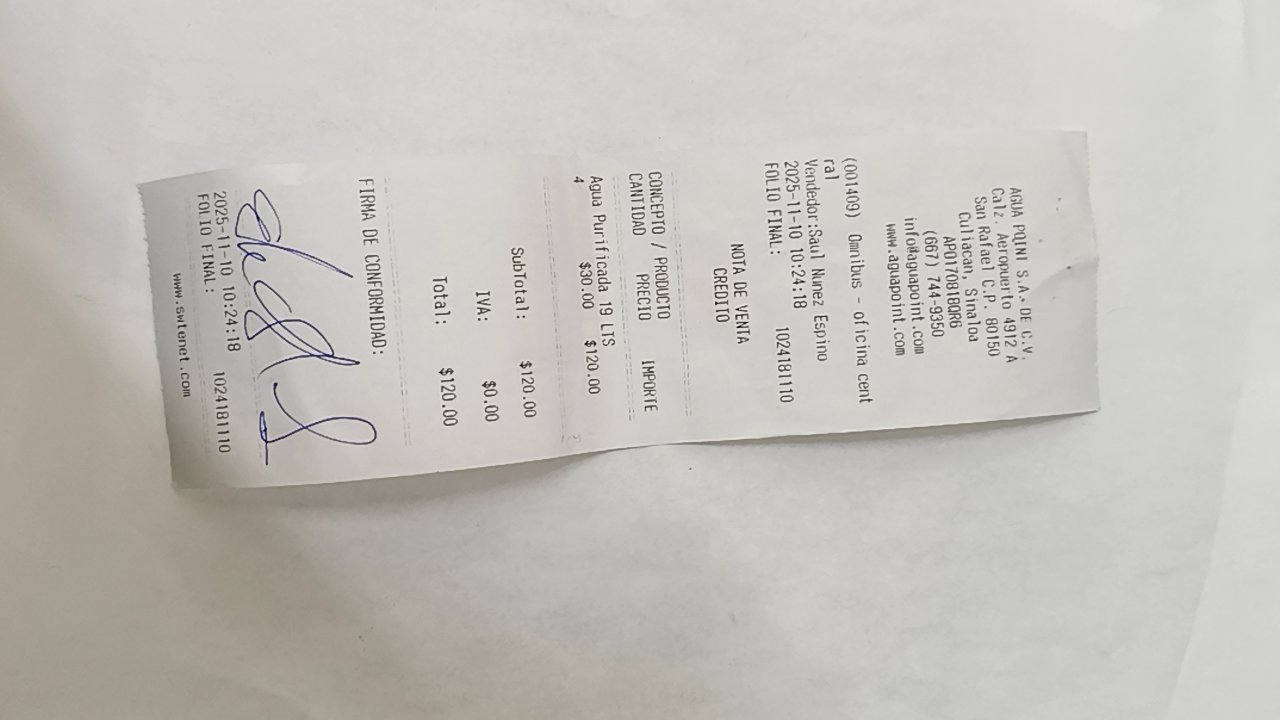 AGUA POINT S.A. DE C.V.
Calz. Aeropuerto 4912 A
San Rafael C.P. 80150
Culiacan, Sinaloa
APO170818QR6
(667) 744-9350
info@aguapoint.com
www.aguapoint.com
(001409) Omnibus - oficina cent
ral
Vendedor:Saul Nunez Espino
2025-11-10 10:24:18 1024181110
FOLIO FINAL:
NOTA DE VENTA
CREDITO
CONCEPTO / PRODUCTO
CANTIDAD PRECIO IMPORTE
Agua Purificada 19 LTS
4 $30.00 $120.00
SubTotal: $120.00
IVA: $0.00
Total: $120.00
FIRMA DE CONFORMIDAD:
2025-11-10 10:24:18 1024181110
FOLIO FINAL:
www.swtenet.com